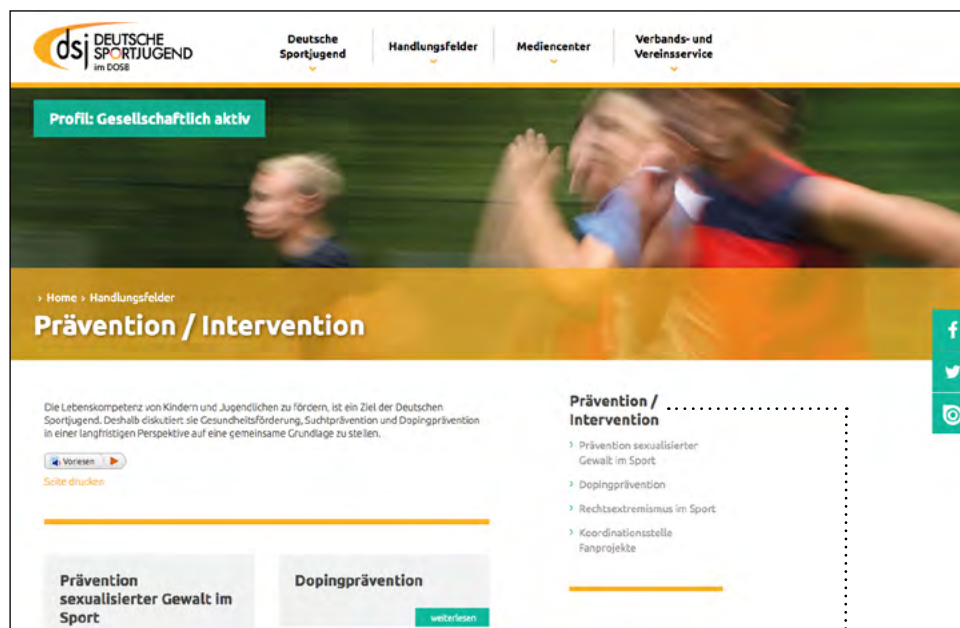 dsj DEUTSCHE
SPORTJUGEND
im DOSB
Deutsche
Sportjugend
Handlungsfelder
Mediencenter
Verbands- und
Vereinsservice
Profil: Gesellschaftlich aktiv
› Home › Handlungsfelder
Prävention / Intervention
Die Lebenskompetenz von Kindern und Jugendlichen zu fördern, ist ein Ziel der Deutschen
Sportjugend. Deshalb diskutiert sie Gesundheitsförderung, Suchtprävention und Dopingprävention
in einer langfristigen Perspektive auf eine gemeinsame Grundlage zu stellen.
Vorlesen
Seite drucken
Prävention /
Intervention
› Prävention sexualisierter
Gewalt im Sport
› Dopingprävention
› Rechtsextremismus im Sport
› Koordinationsstelle
Fanprojekte
Prävention
sexualisierter Gewalt im
Sport
Dopingprävention
weiterlesen